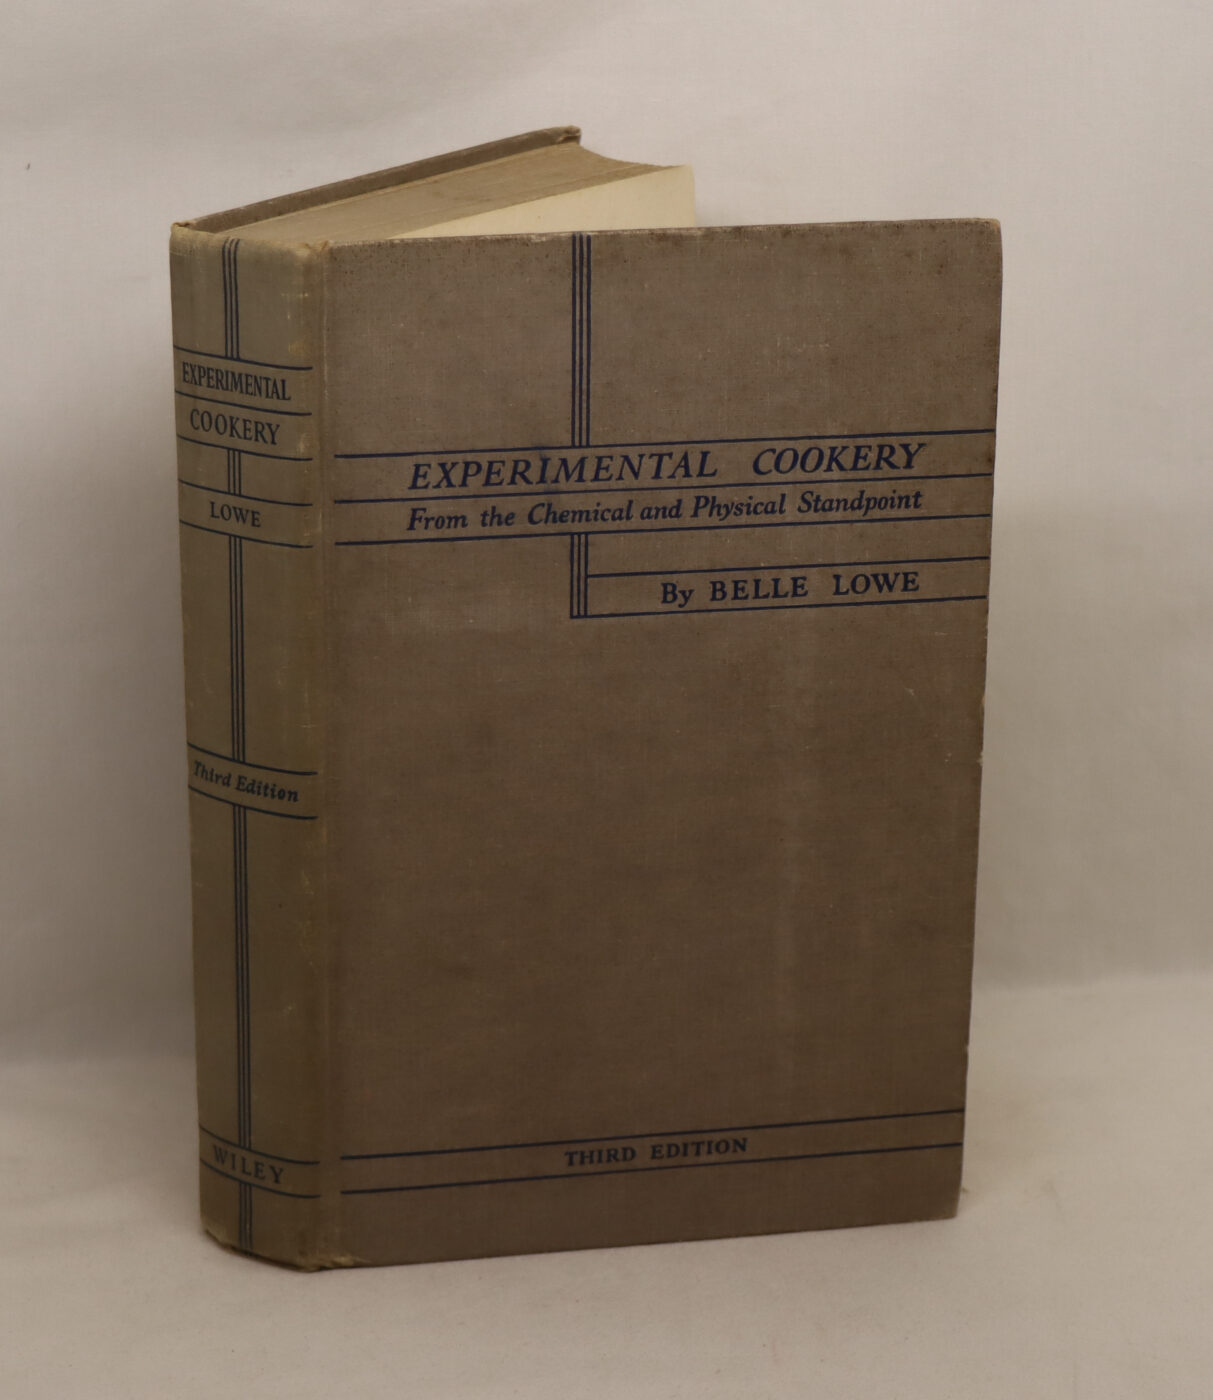 EXPERIMENTAL
COOKERY
LOWE
Third Edition
WILEY
EXPERIMENTAL COOKERY
From the Chemical and Physical Standpoint
By BELLE LOWE
THIRD EDITION